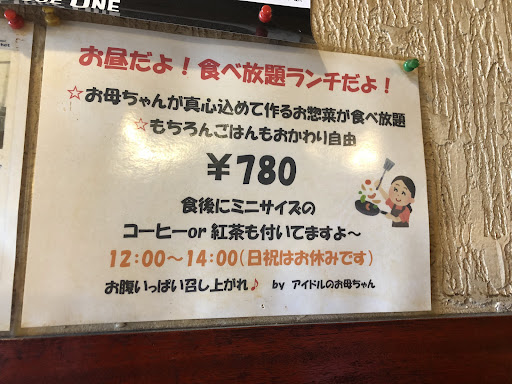 LINE
お昼だよ！食べ放題ランチだよ！
☆お母ちゃんが真心込めて作るお惣菜が食べ放題
☆もちろんごはんもおかわり自由
￥780
食後にミニサイズの
コーヒーor 紅茶も付いてますよ～
12:00～14:00(日祝はお休みです)
お腹いっぱい召し上がれ♪ by アイドルのお母ちゃん